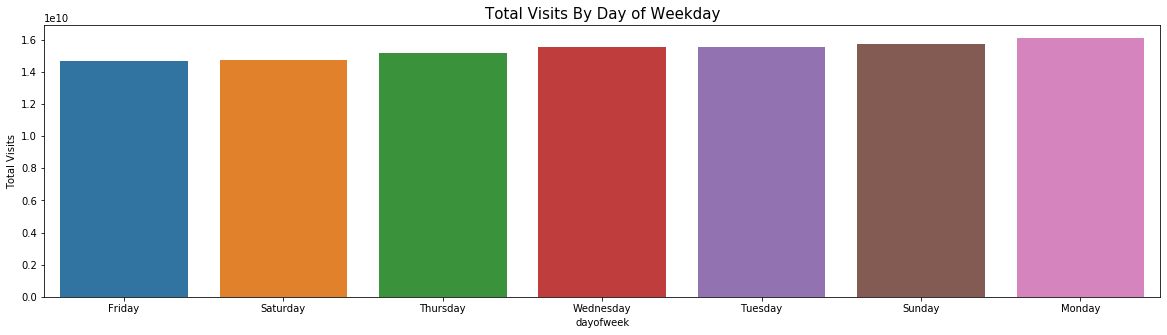 Total Visits By Day of Weekday
1e10
1.6
1.4
1.2
1.0
0.8
0.6
0.4
0.2
0.0
Total Visits
Friday Saturday Thursday Wednesday Tuesday Sunday Monday
dayofweek